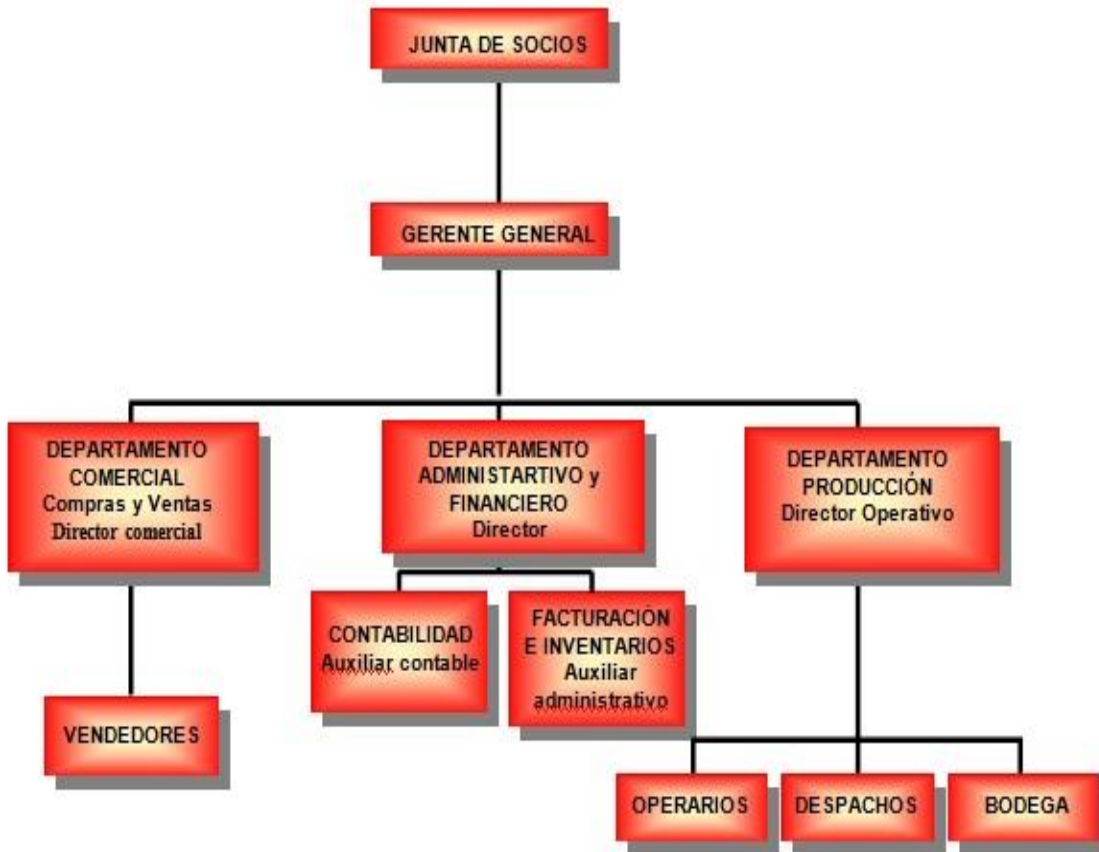 JUNTA DE SOCIOS
GERENTE GENERAL
DEPARTAMENTO
COMERCIAL
Compras y Ventas
Director comercial
DEPARTAMENTO
ADMINISTARTIVO y
FINANCIERO
Director
DEPARTAMENTO
PRODUCCIÓN
Director Operativo
CONTABILIDAD
Auxiliar contable
FACTURACIÓN
E INVENTARIOS
Auxiliar
administrativo
VENDEDORES
OPERARIOS
DESPACHOS
BODEGA